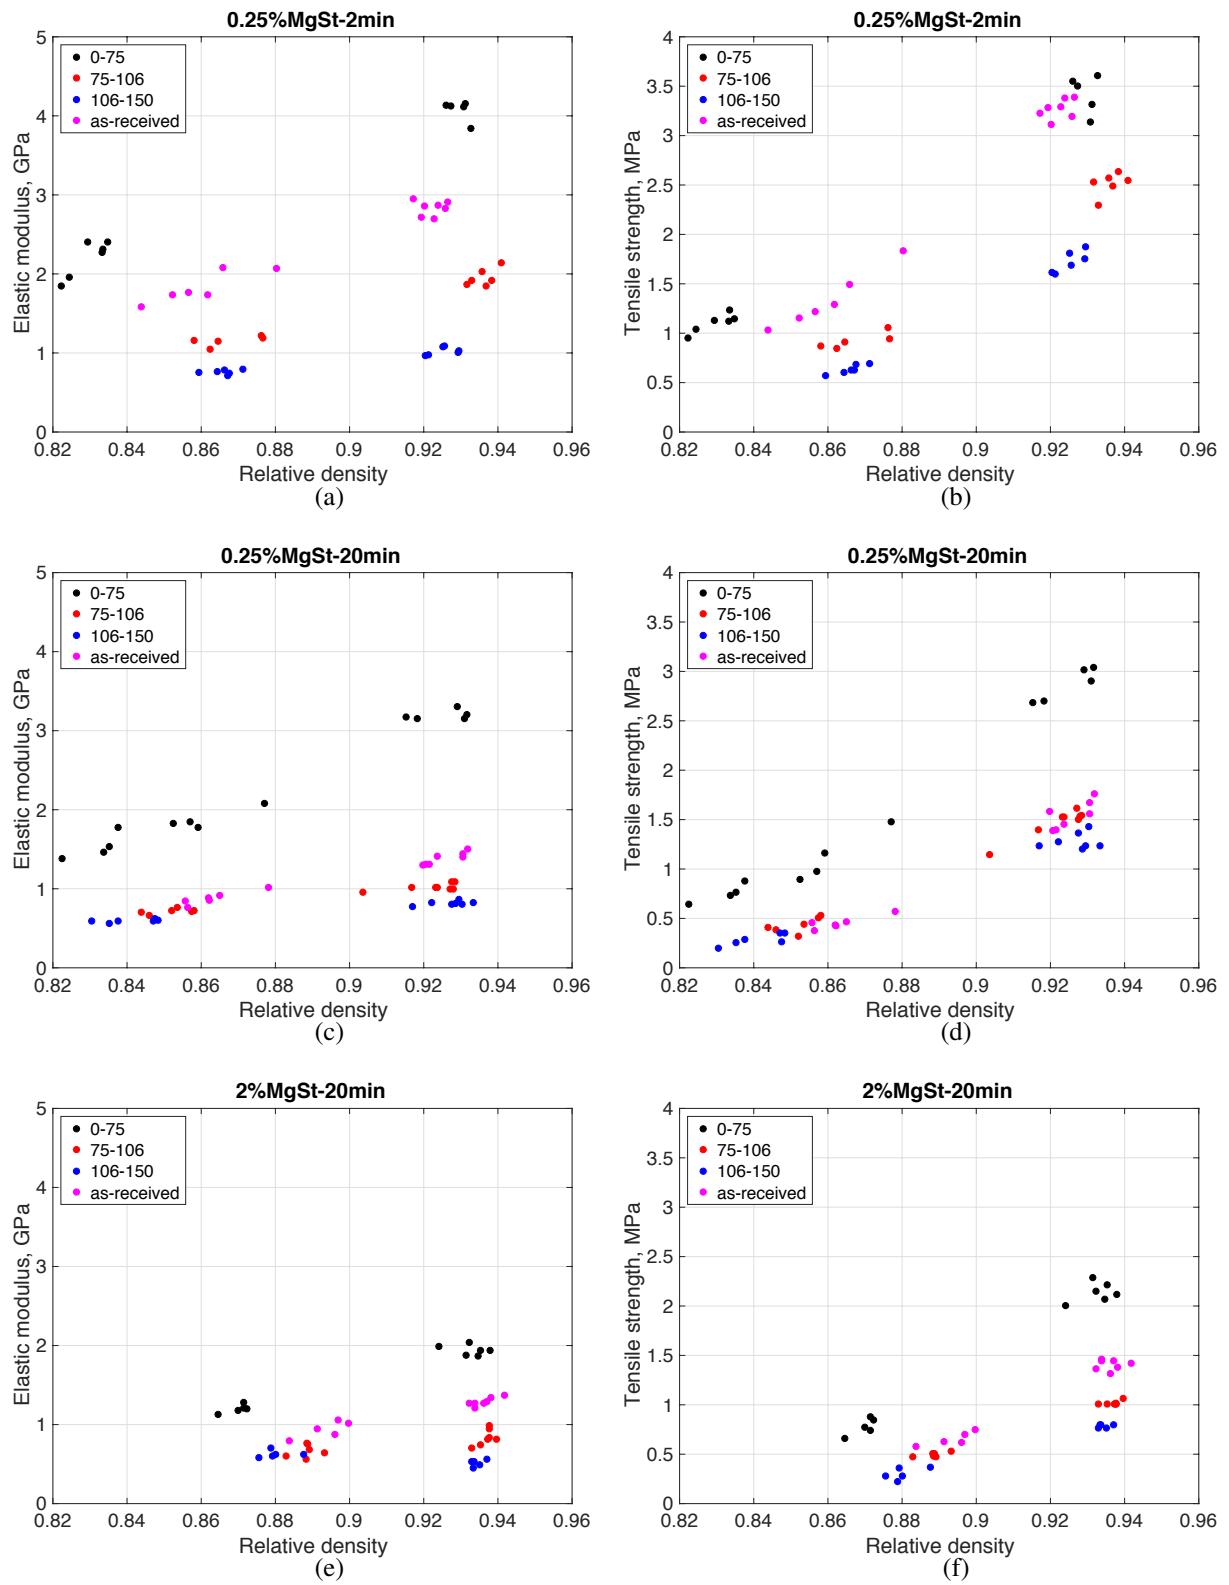 0.25%MgSt-2min
5
4
3
2
1
0
Elastic modulus, GPa
0-75
75-106
106-150
as-received
0.82 0.84 0.86 0.88 0.9 0.92 0.94 0.96
Relative density
(a)
0.25%MgSt-2min
4
3.5
3
2.5
2
1.5
1
0.5
0
Tensile strength, MPa
0-75
75-106
106-150
as-received
0.82 0.84 0.86 0.88 0.9 0.92 0.94 0.96
Relative density
(b)
0.25%MgSt-20min
5
4
3
2
1
0
Elastic modulus, GPa
0-75
75-106
106-150
as-received
0.82 0.84 0.86 0.88 0.9 0.92 0.94 0.96
Relative density
(c)
0.25%MgSt-20min
4
3.5
3
2.5
2
1.5
1
0.5
0
Tensile strength, MPa
0-75
75-106
106-150
as-received
0.82 0.84 0.86 0.88 0.9 0.92 0.94 0.96
Relative density
(d)
2%MgSt-20min
5
4
3
2
1
0
Elastic modulus, GPa
0-75
75-106
106-150
as-received
0.82 0.84 0.86 0.88 0.9 0.92 0.94 0.96
Relative density
(e)
2%MgSt-20min
4
3.5
3
2.5
2
1.5
1
0.5
0
Tensile strength, MPa
0-75
75-106
106-150
as-received
0.82 0.84 0.86 0.88 0.9 0.92 0.94 0.96
Relative density
(f)